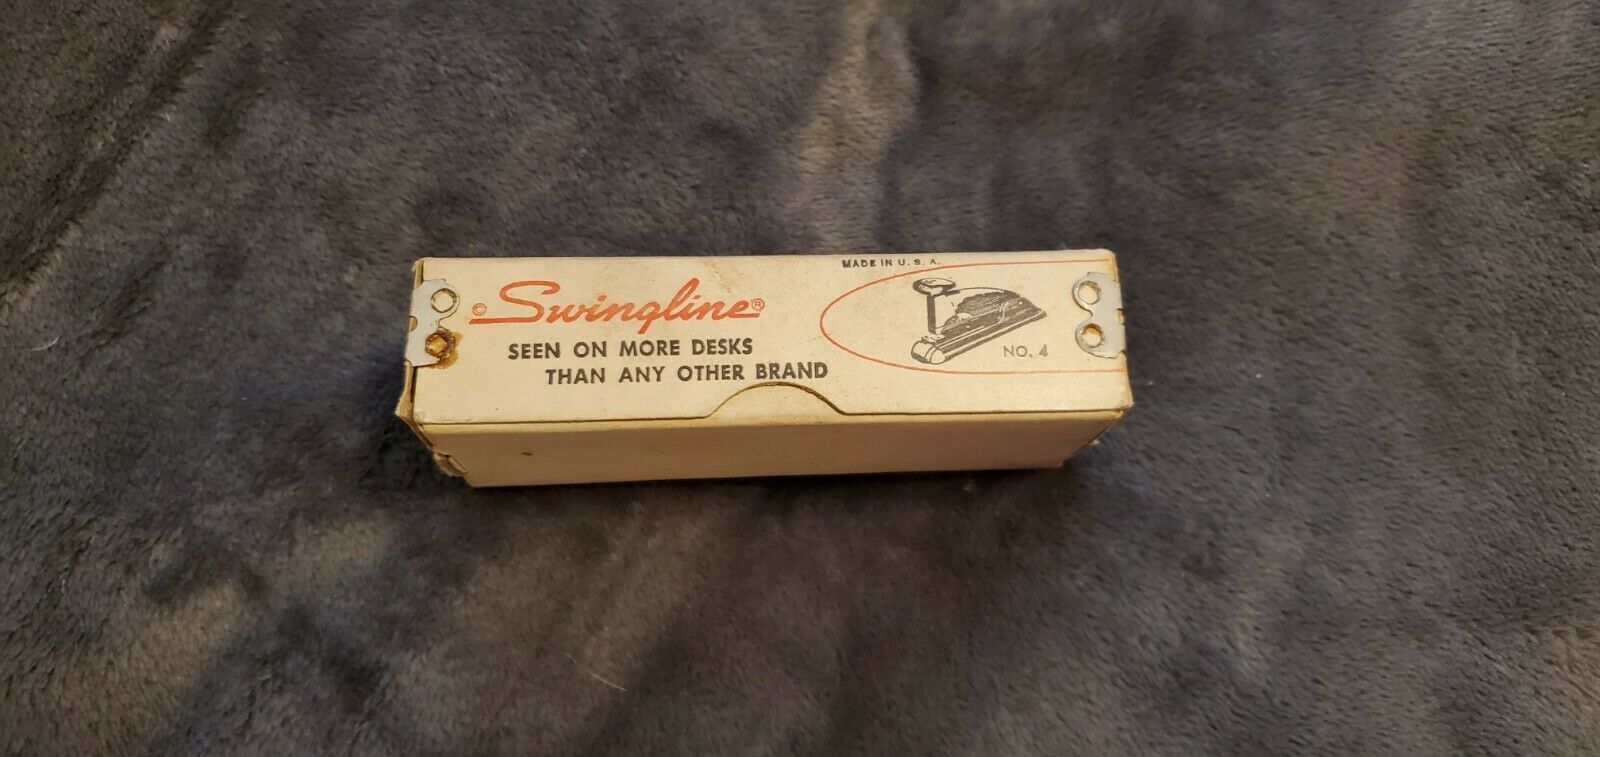 © Swingline®
SEEN ON MORE DESKS
THAN ANY OTHER BRAND
MADE IN U. S. A.
NO. 4